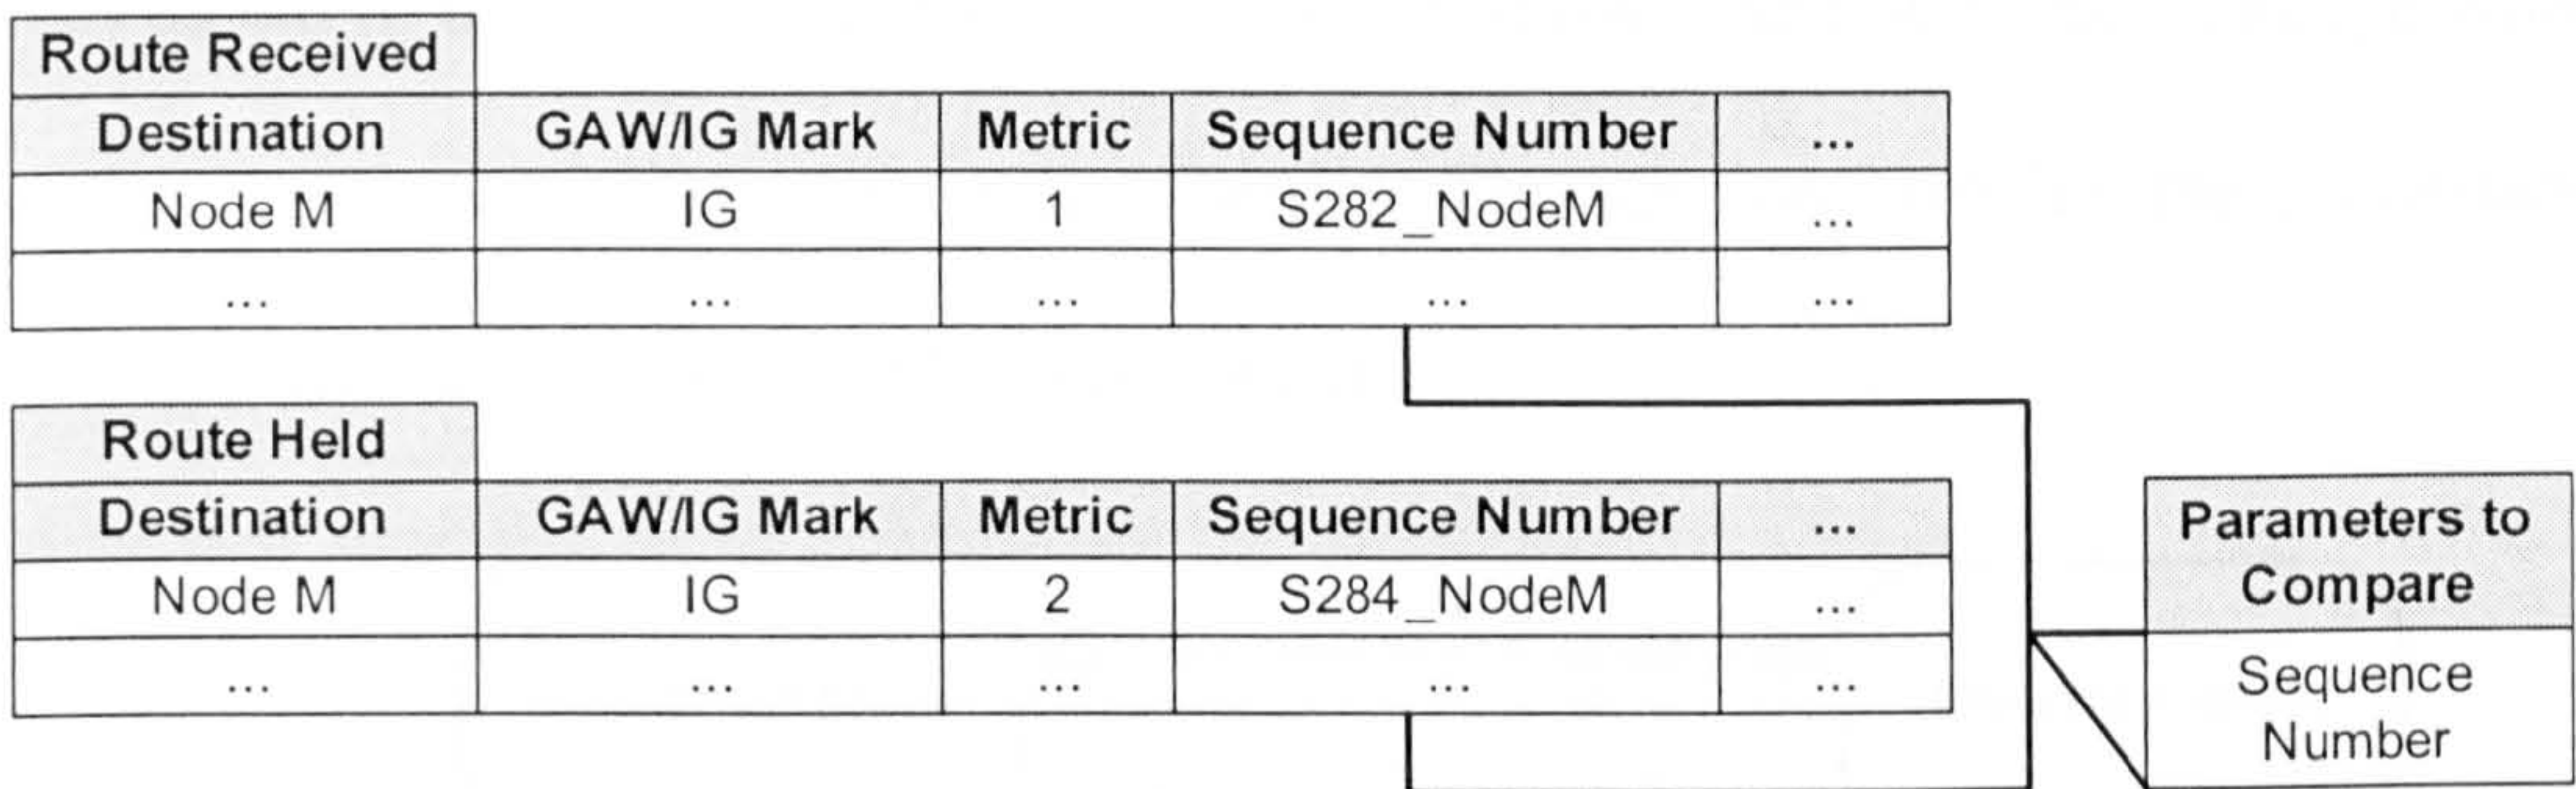 Route Received
Destination GAW/IG Mark Metric Sequence Number ...
Node M IG 1 S282_NodeM ...
... ... ... ... ...
Route Held
Destination GAW/IG Mark Metric Sequence Number ...
Node M IG 2 S284_NodeM ...
... ... ... ... ...
Parameters to
Compare
Sequence
Number